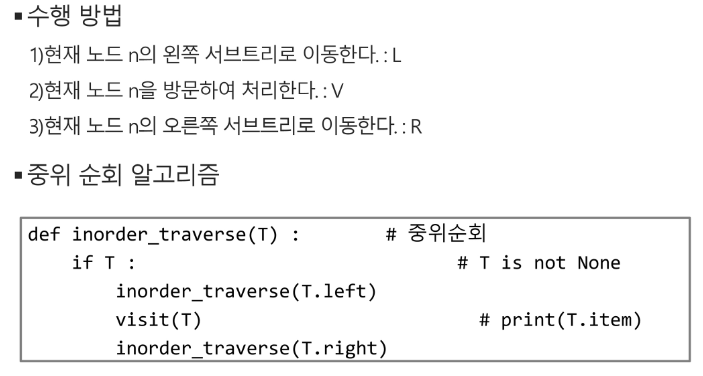 ▪수행 방법
1)현재 노드 n의 왼쪽 서브트리로 이동한다. : L
2)현재 노드 n을 방문하여 처리한다. : V
3)현재 노드 n의 오른쪽 서브트리로 이동한다. : R
▪중위 순회 알고리즘
def inorder_traverse(T) :        # 중위순회
    if T :                             # T is not None
        inorder_traverse(T.left)
        visit(T)                         # print(T.item)
        inorder_traverse(T.right)